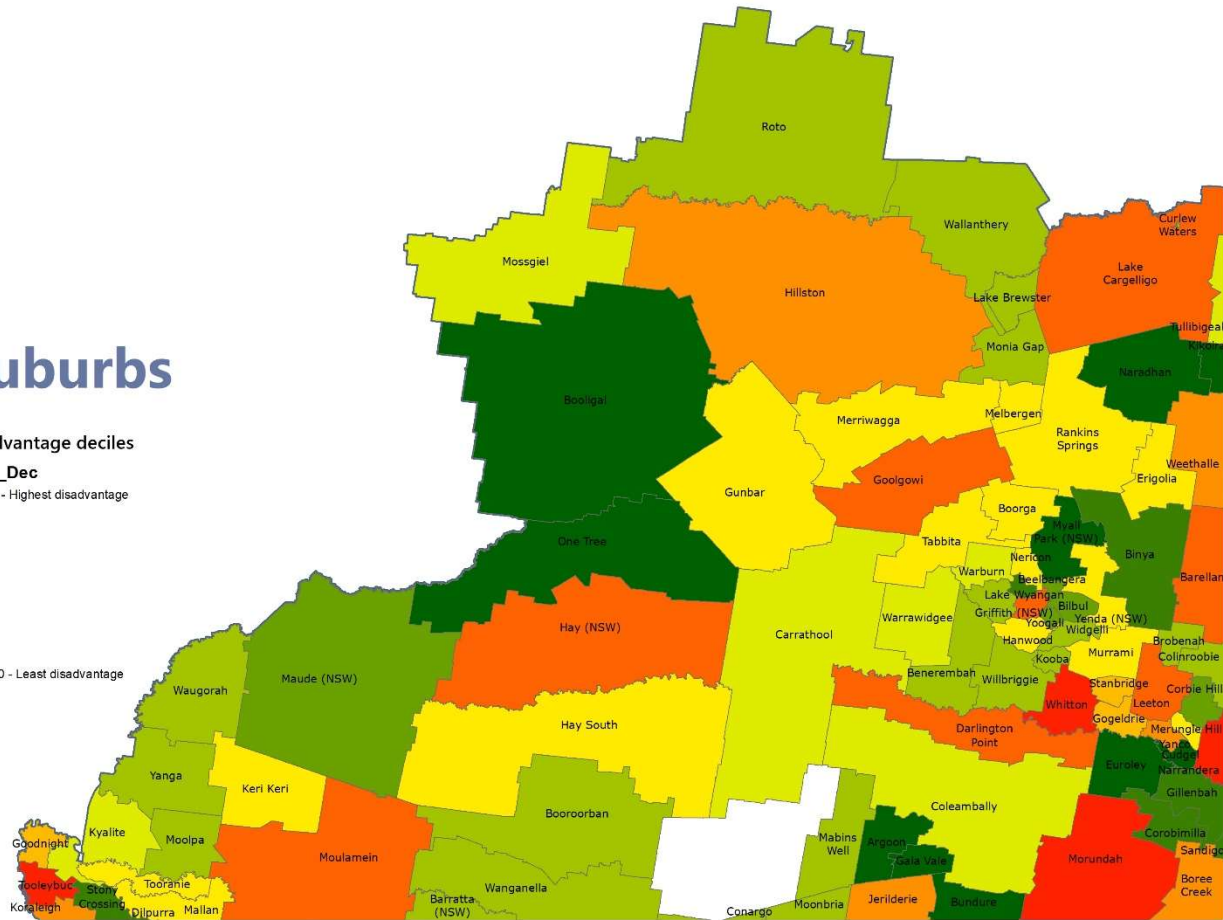 uburbs
dvantage deciles
_Dec
- Highest disadvantage
0 - Least disadvantage
Roto
Wallanthery
Curlew
Waters
Mossgiel
Lake
Cargelligo
Hillston
Lake Brewster
Tullibigeal
Monia Gap
Naradhan
Booligal
Merriwagga
Melbergen
Rankins
Springs
Weethalle
Goolgowi
Erigolia
Gunbar
Boorga
Myall
Park (NSW)
One Tree
Tabbita
Nericon
Binya
Warburn
Beelbangera
Barellan
Lake Wyangan
Bilbul
Griffith (NSW)
Warrawidgee
Yoogali
Yenda (NSW)
Hay (NSW)
Carrathool
Hanwood
Widgelli
Brobenah
Murrami
Colinroobie
Kooba
Benerembah
Willbriggie
Maude (NSW)
Waugorah
Stanbridge
Corbie Hill
Whitton
Leeton
Gogeldrie
Hay South
Darlington
Point
Merungle Hill
Yanco
Cudgel
Euroley
Narrandera
Yanga
Keri Keri
Gillenbah
Booroorban
Coleambally
Kyalite
Moolpa
Mabins
Well
Argoon
Corobimilla
Goodnight
Sandigo
Moulamein
Gala Vale
Morundah
Boree
Creek
Tooleybuc
Tooranie
Stony
Crossing
Wanganella
Barratta
(NSW)
Jerilderie
Bundure
Moonbria
Koraleigh
Dilpurra
Mallan
Conargo